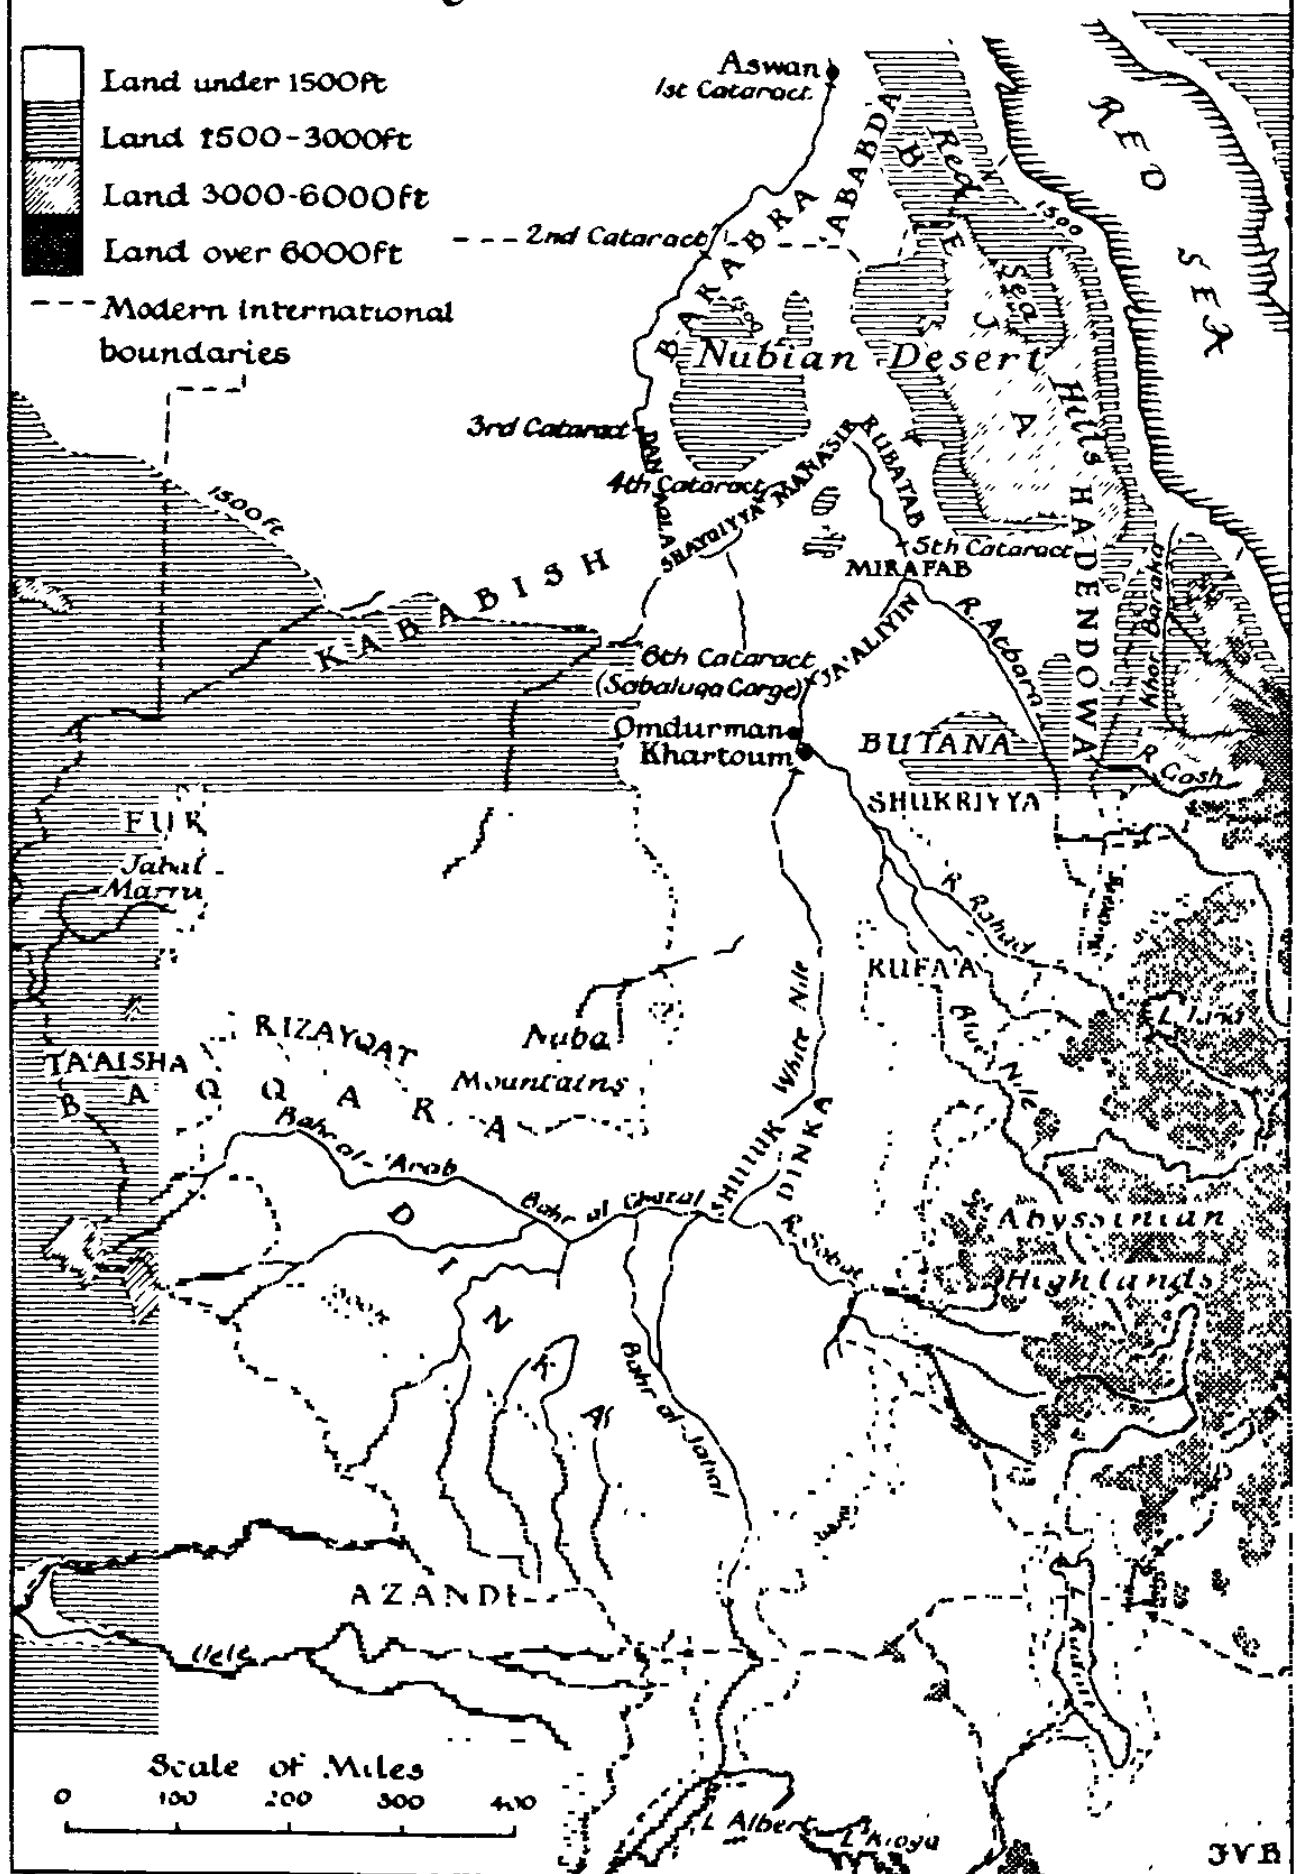 Land under 1500ft
Land 1500-3000ft
Land 3000-6000ft
Land over 6000ft
Modern international
boundaries
Aswan
1st Cataract
RED SEA
'ABABDA
BEJA
Red Sea Hills
1500
2nd Cataract
BARABRA
1500
Nubian Desert
3rd Cataract
DANAQLA
4th Cataract
SHAYQIYYA
MANASIR
RUBATAB
1500ft
5th Cataract
MIRAFAB
HADENDOWA
Khor Baraka
KABABISH
JA'ALIYIN
R. Atbara
6th Cataract
(Sabaluqa Gorge)
Omdurman
Khartoum
BUTANA
R Gash
SHUKRIYYA
FUR
Jabal
Marra
R Rahad
RUFA'A
White Nile
Blue Nile
L Tana
RIZAYQAT
TA'AISHA
BAQQARA
Nuba
Mountains
Bahr al-'Arab
Bahr al Ghazal
SHILLUK
DINKA
R Sobat
Abyssinian
Highlands
DINKA
Bahr al-Jabal
AZANDE
Uele
L Rudolf
Scale of Miles
0 100 200 300 400
L Albert
L Kioga
JVB